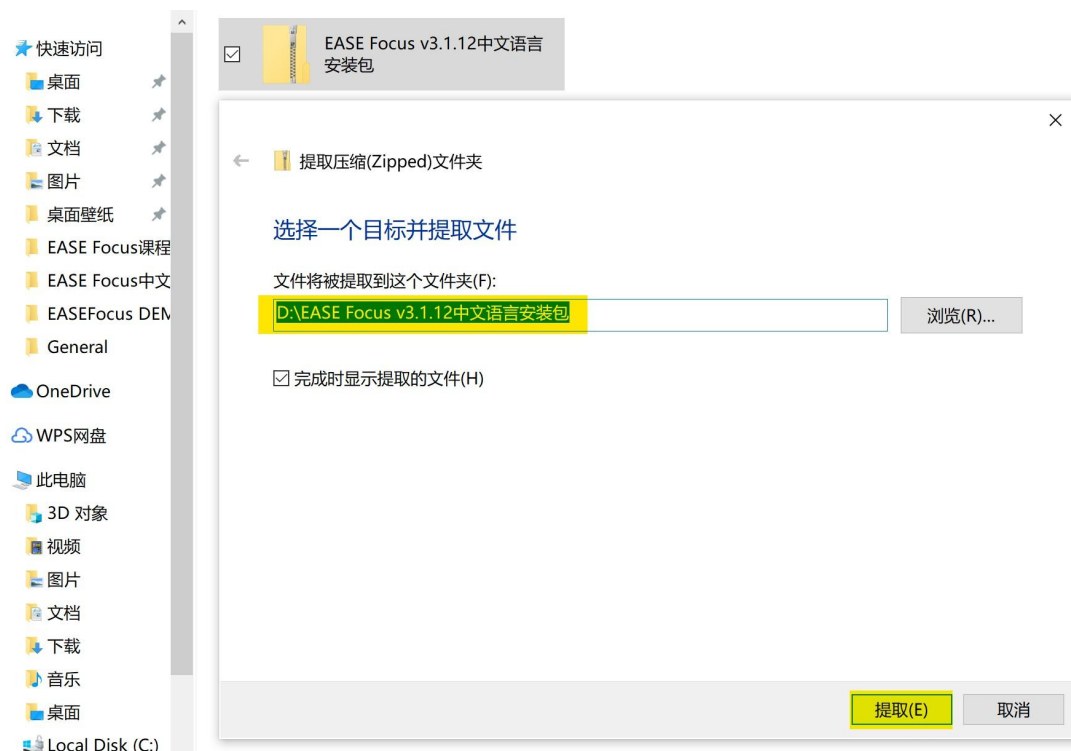 快速访问
桌面
下载
文档
图片
桌面壁纸
EASE Focus课程
EASE Focus中文
EASEFocus DEM
General
OneDrive
WPS网盘
此电脑
3D 对象
视频
图片
文档
下载
音乐
桌面
Local Disk (C:)
EASE Focus v3.1.12中文语言
安装包
提取压缩(Zipped)文件夹
选择一个目标并提取文件
文件将被提取到这个文件夹(F):
D:\EASE Focus v3.1.12中文语言安装包
浏览(R)...
完成时显示提取的文件(H)
提取(E)
取消